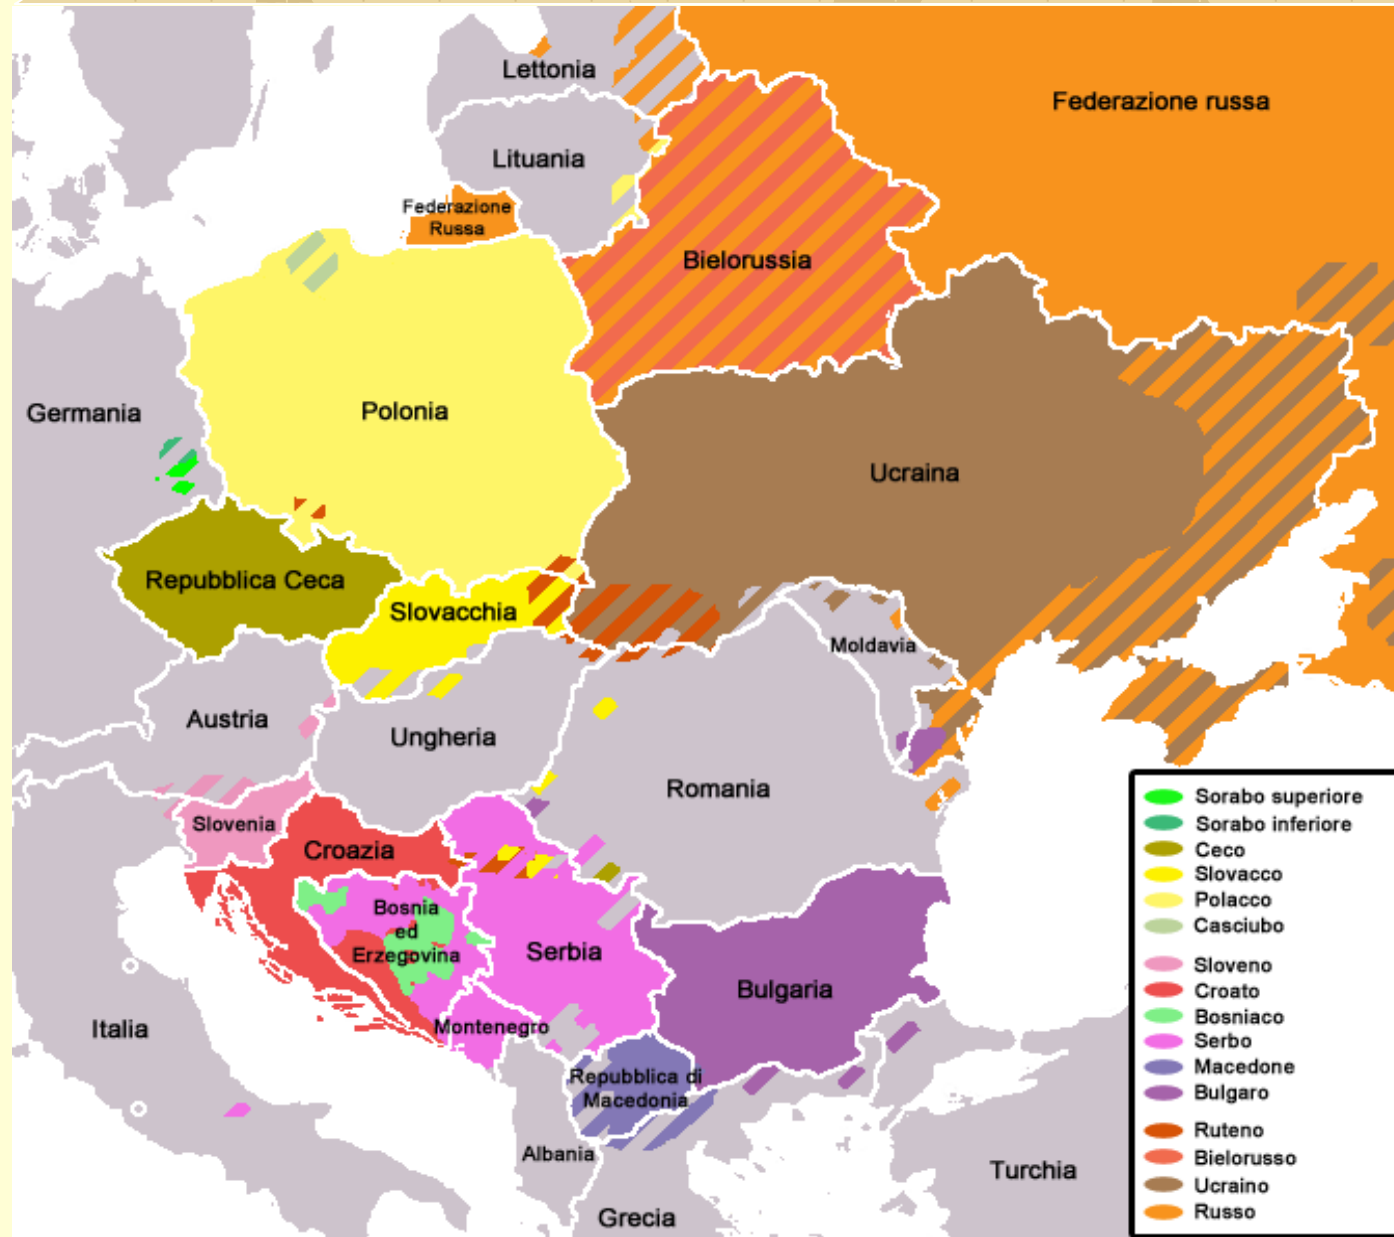 Lettonia
Federazione russa
Lituania
Federazione
Russa
Bielorussia
Germania
Polonia
Ucraina
Repubblica Ceca
Slovacchia
Moldavia
Austria
Ungheria
Romania
Slovenia
Croazia
Bosnia
ed
Erzegovina
Serbia
Bulgaria
Italia
Montenegro
Repubblica di
Macedonia
Albania
Turchia
Grecia
Sorabo superiore
Sorabo inferiore
Ceco
Slovacco
Polacco
Casciubo
Sloveno
Croato
Bosniaco
Serbo
Macedone
Bulgaro
Ruteno
Bielorusso
Ucraino
Russo